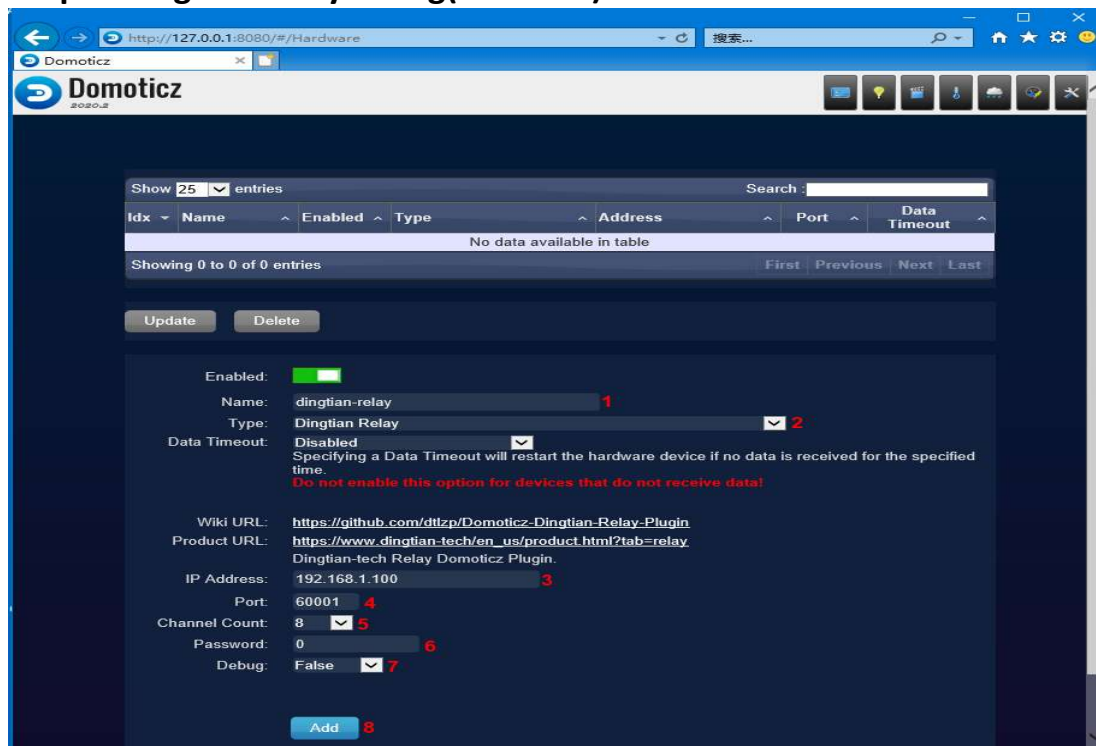 http://127.0.0.1:8080/#/Hardware
搜索...
Domoticz
Domoticz
2020.2
Show 25 entries Search :
Idx Name Enabled Type Address Port Data Timeout
No data available in table
Showing 0 to 0 of 0 entries First Previous Next Last
Update Delete
Enabled:
Name: dingtian-relay 1
Type: Dingtian Relay 2
Data Timeout: Disabled
Specifying a Data Timeout will restart the hardware device if no data is received for the specified
time.
Do not enable this option for devices that do not receive data!
Wiki URL: https://github.com/dtlzp/Domoticz-Dingtian-Relay-Plugin
Product URL: https://www.dingtian-tech/en_us/product.html?tab=relay
Dingtian-tech Relay Domoticz Plugin.
IP Address: 192.168.1.100 3
Port: 60001 4
Channel Count: 8 5
Password: 0 6
Debug: False 7
Add 8